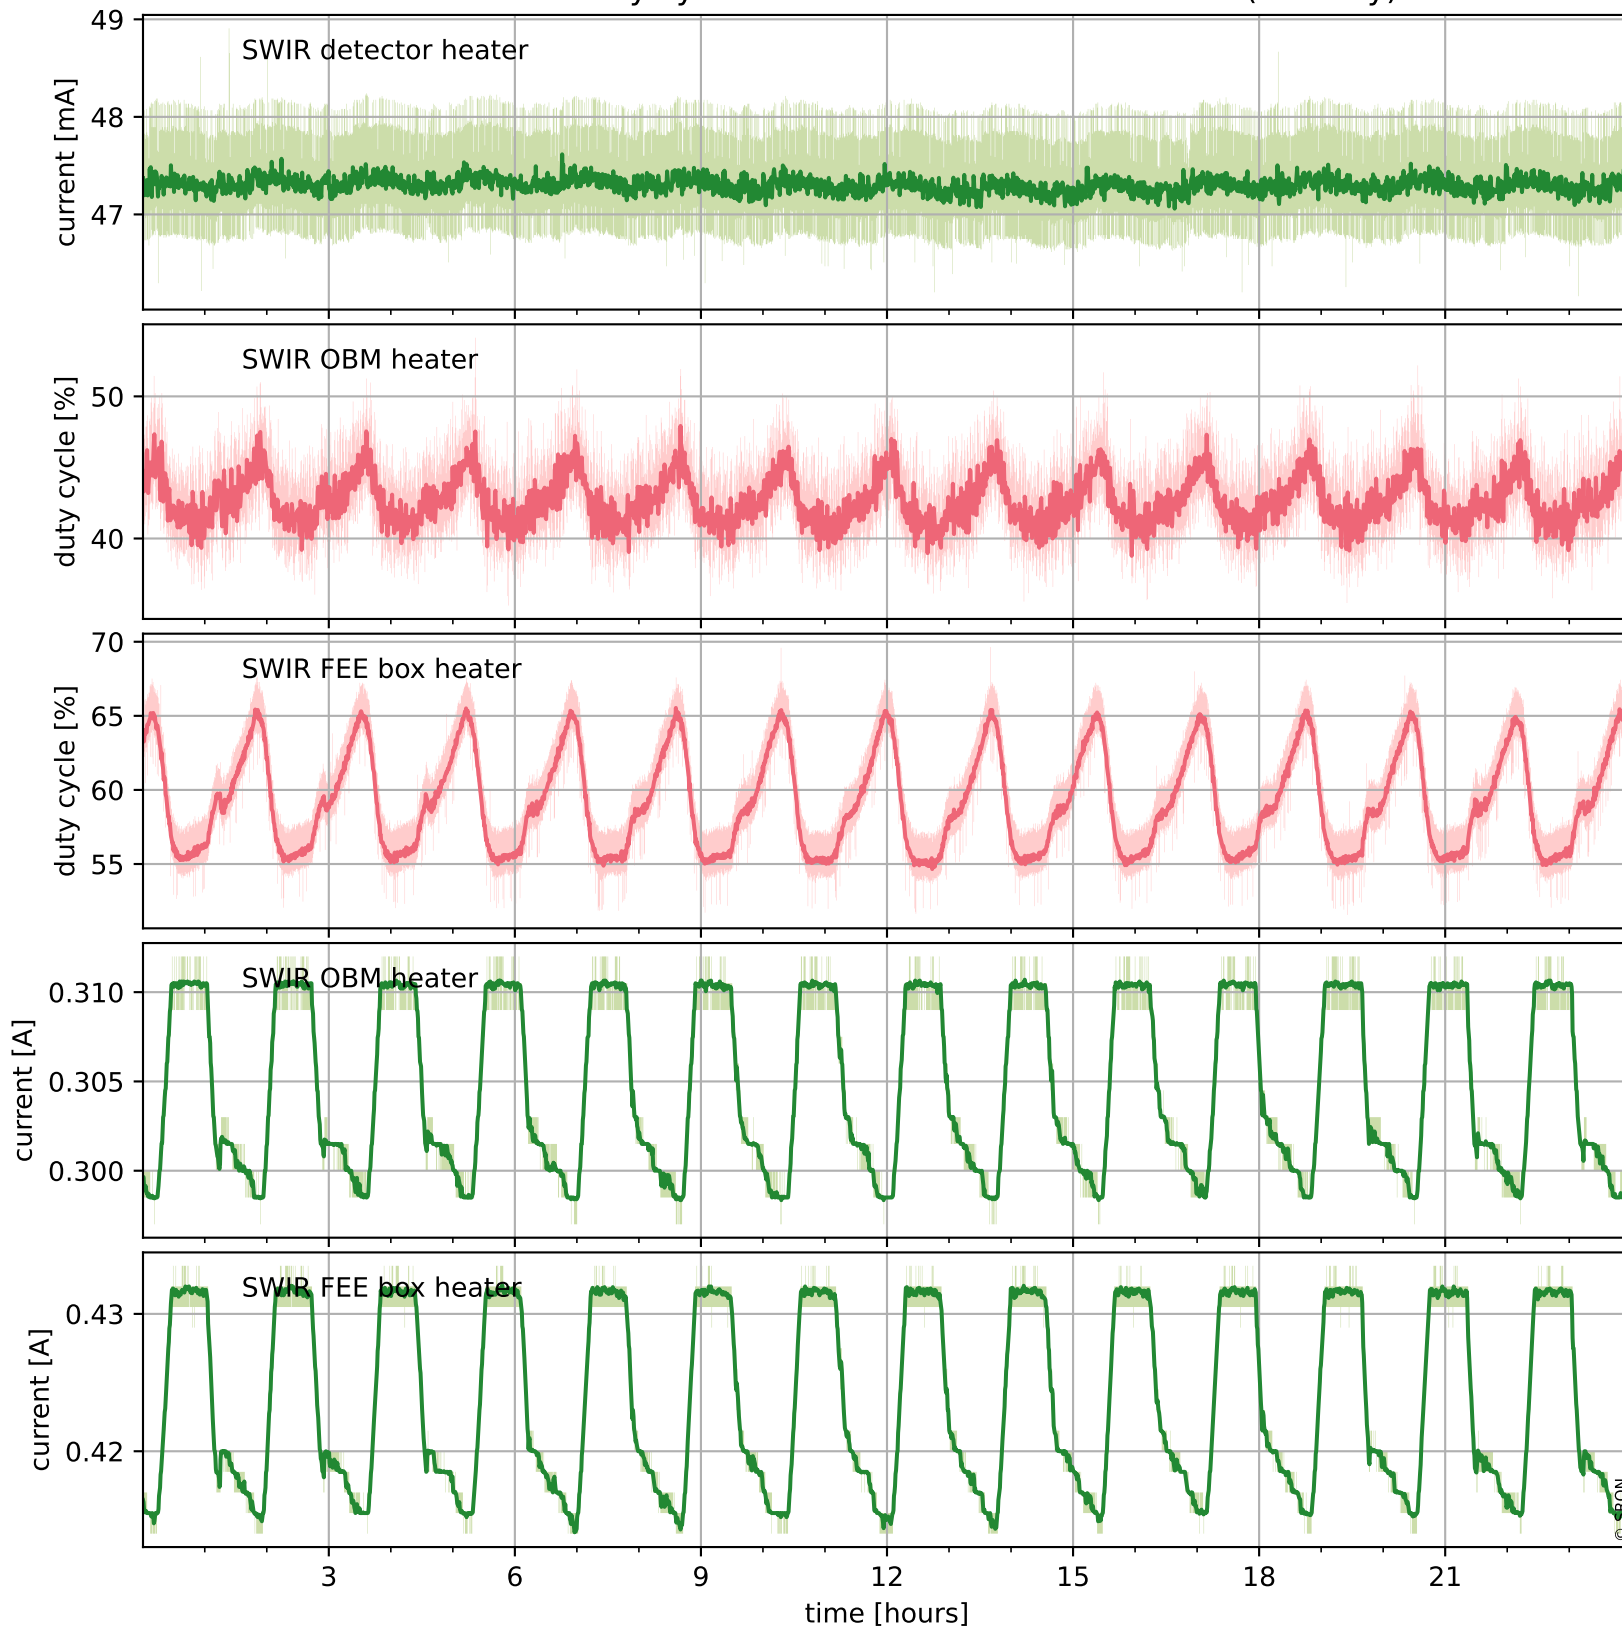 49
SWIR detector heater
48
47
current [mA]
SWIR OBM heater
50
40
duty cycle [%]
70
SWIR FEE box heater
65
60
55
duty cycle [%]
SWIR OBM heater
0.310
0.305
0.300
current [A]
SWIR FEE box heater
0.43
0.42
current [A]
3 6 9 12 15 18 21
time [hours]
© SRON